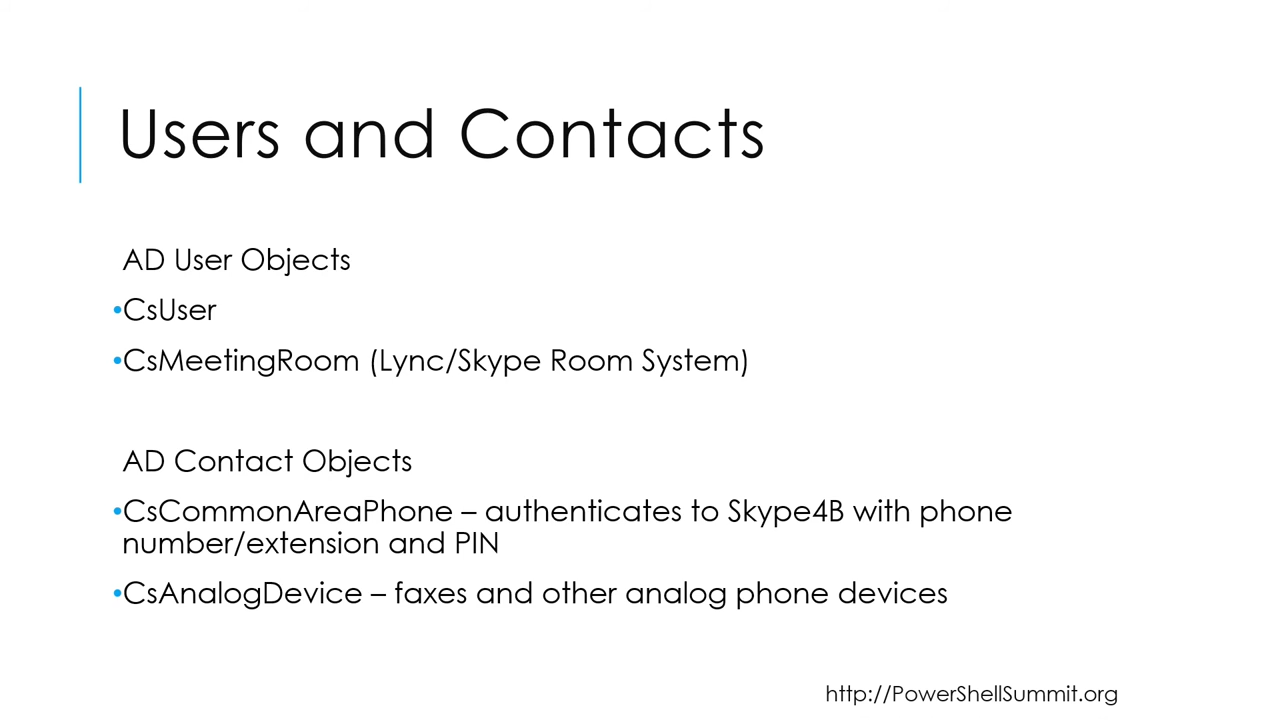 Users and Contacts
AD User Objects
•CsUser
•CsMeetingRoom (Lync/Skype Room System)
AD Contact Objects
•CsCommonAreaPhone – authenticates to Skype4B with phone
number/extension and PIN
•CsAnalogDevice – faxes and other analog phone devices
http://PowerShellSummit.org